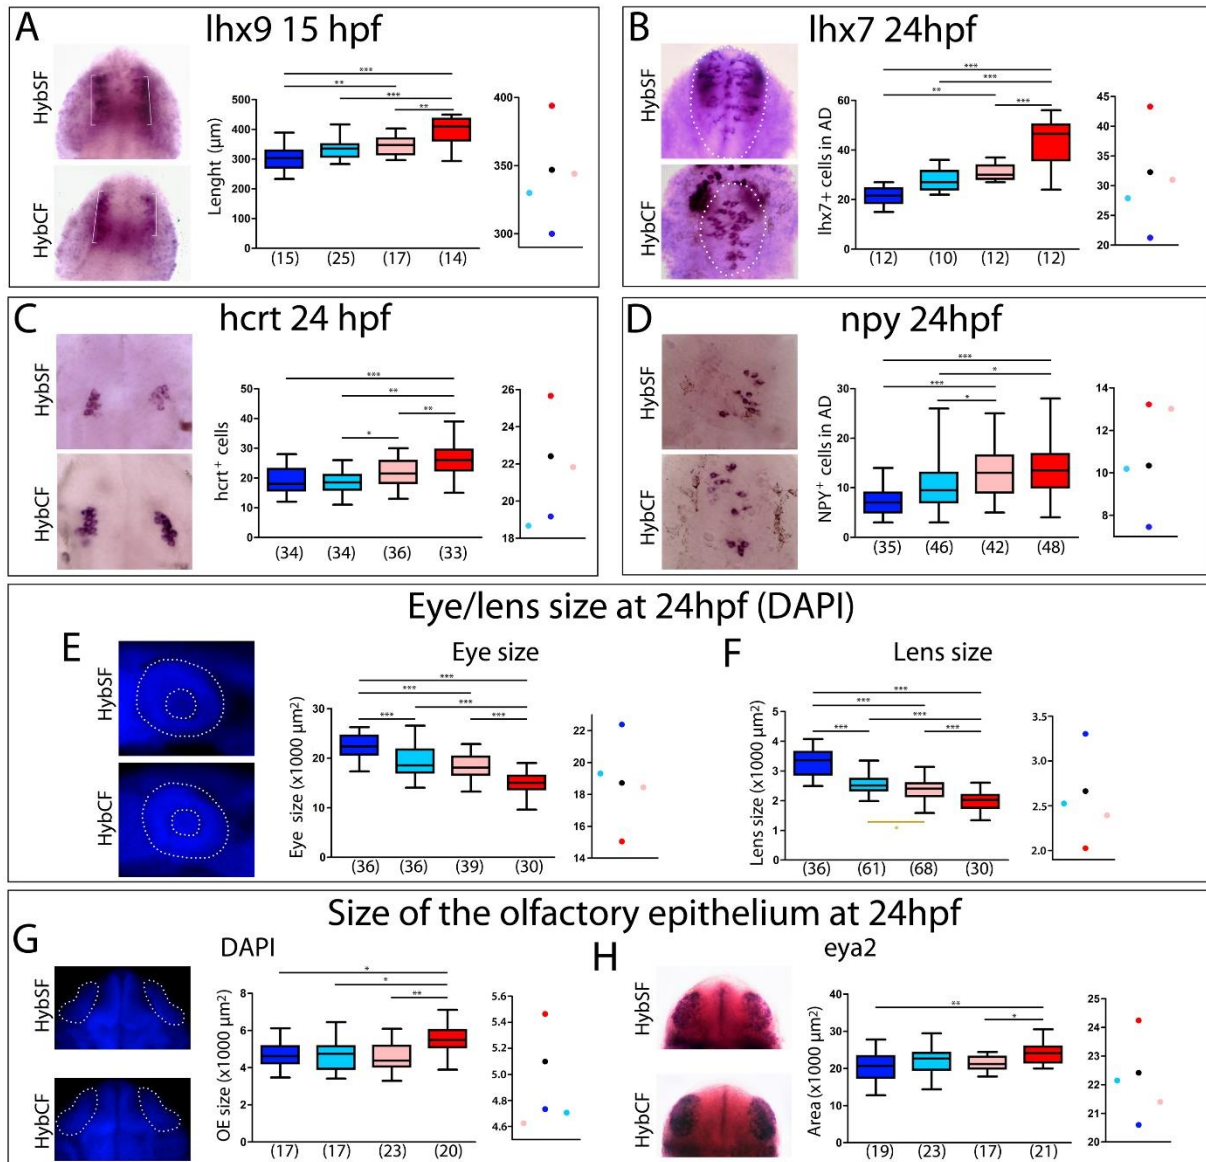 A
lhx9 15 hpf
HybSF
HybCF
Lenght (µm)
500
400
300
200
100
0
***
**
***
**
(15) (25) (17) (14)
400
350
300
B
lhx7 24hpf
HybSF
HybCF
lhx7+ cells in AD
60
40
20
0
***
***
**
***
(12) (10) (12) (12)
45
40
35
30
25
20
C
hcrt 24 hpf
HybSF
HybCF
hcrt+ cells
50
40
30
20
10
0
***
**
**
*
(34) (34) (36) (33)
26
24
22
20
18
D
npy 24hpf
HybSF
HybCF
NPY+ cells in AD
30
20
10
0
***
*
***
*
(35) (46) (42) (48)
14
12
10
8
Eye/lens size at 24hpf (DAPI)
E
Eye size
HybSF
HybCF
Eye size (x1000 µm²)
30
20
10
0
***
***
***
*** ***
(36) (36) (39) (30)
22
20
18
16
14
F
Lens size
Lens size (x1000 µm²)
5
4
3
2
1
0
***
***
***
*** ***
*
(36) (61) (68) (30)
3.5
3.0
2.5
2.0
Size of the olfactory epithelium at 24hpf
G
DAPI
HybSF
HybCF
OE size (x1000 µm²)
8
6
4
2
0
*
*
**
(17) (17) (23) (20)
5.6
5.4
5.2
5.0
4.8
4.6
H
eya2
HybSF
HybCF
Area (x1000 µm²)
40
30
20
10
0
**
*
(19) (23) (17) (21)
25
24
23
22
21
20